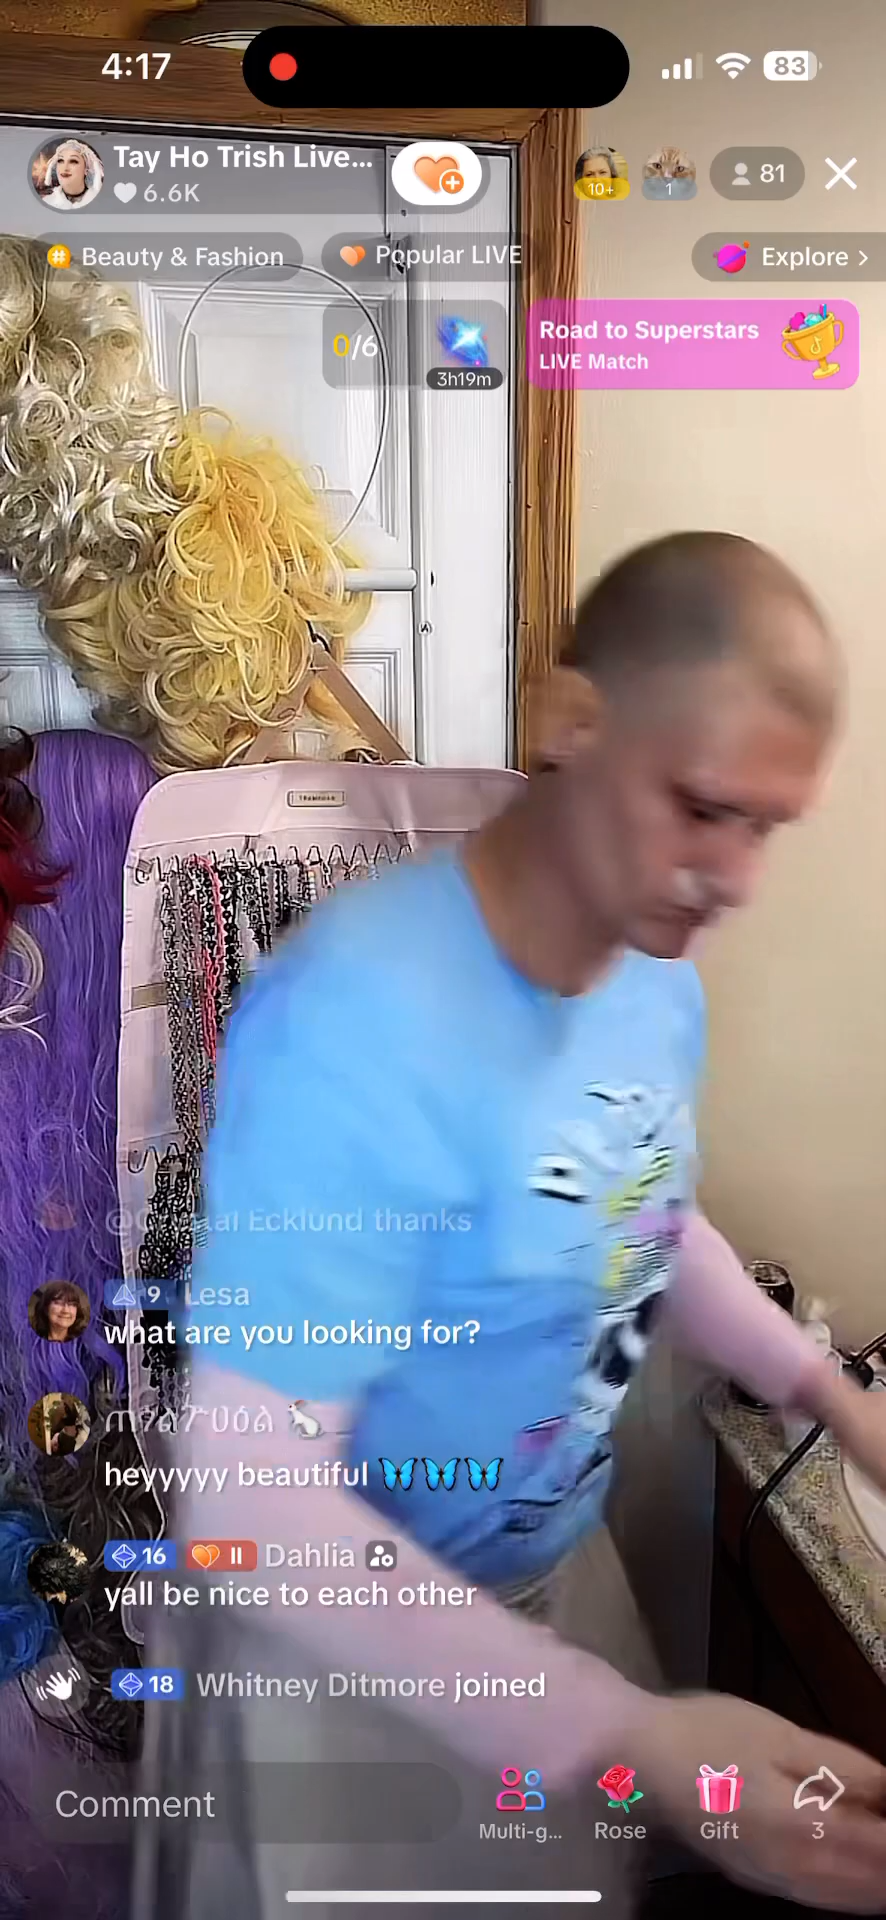 4:17
83
Tay Ho Trish Live...
6.6K
10+
1
81
Beauty & Fashion
Popular LIVE
Explore >
0/6
3h19m
Road to Superstars
LIVE Match
thanks
9 Lesa
what are you looking for?
heyyyyy beautiful
16 II Dahlia
yall be nice to each other
18 Whitney Ditmore joined
Comment
Multi-g...
Rose
Gift
3